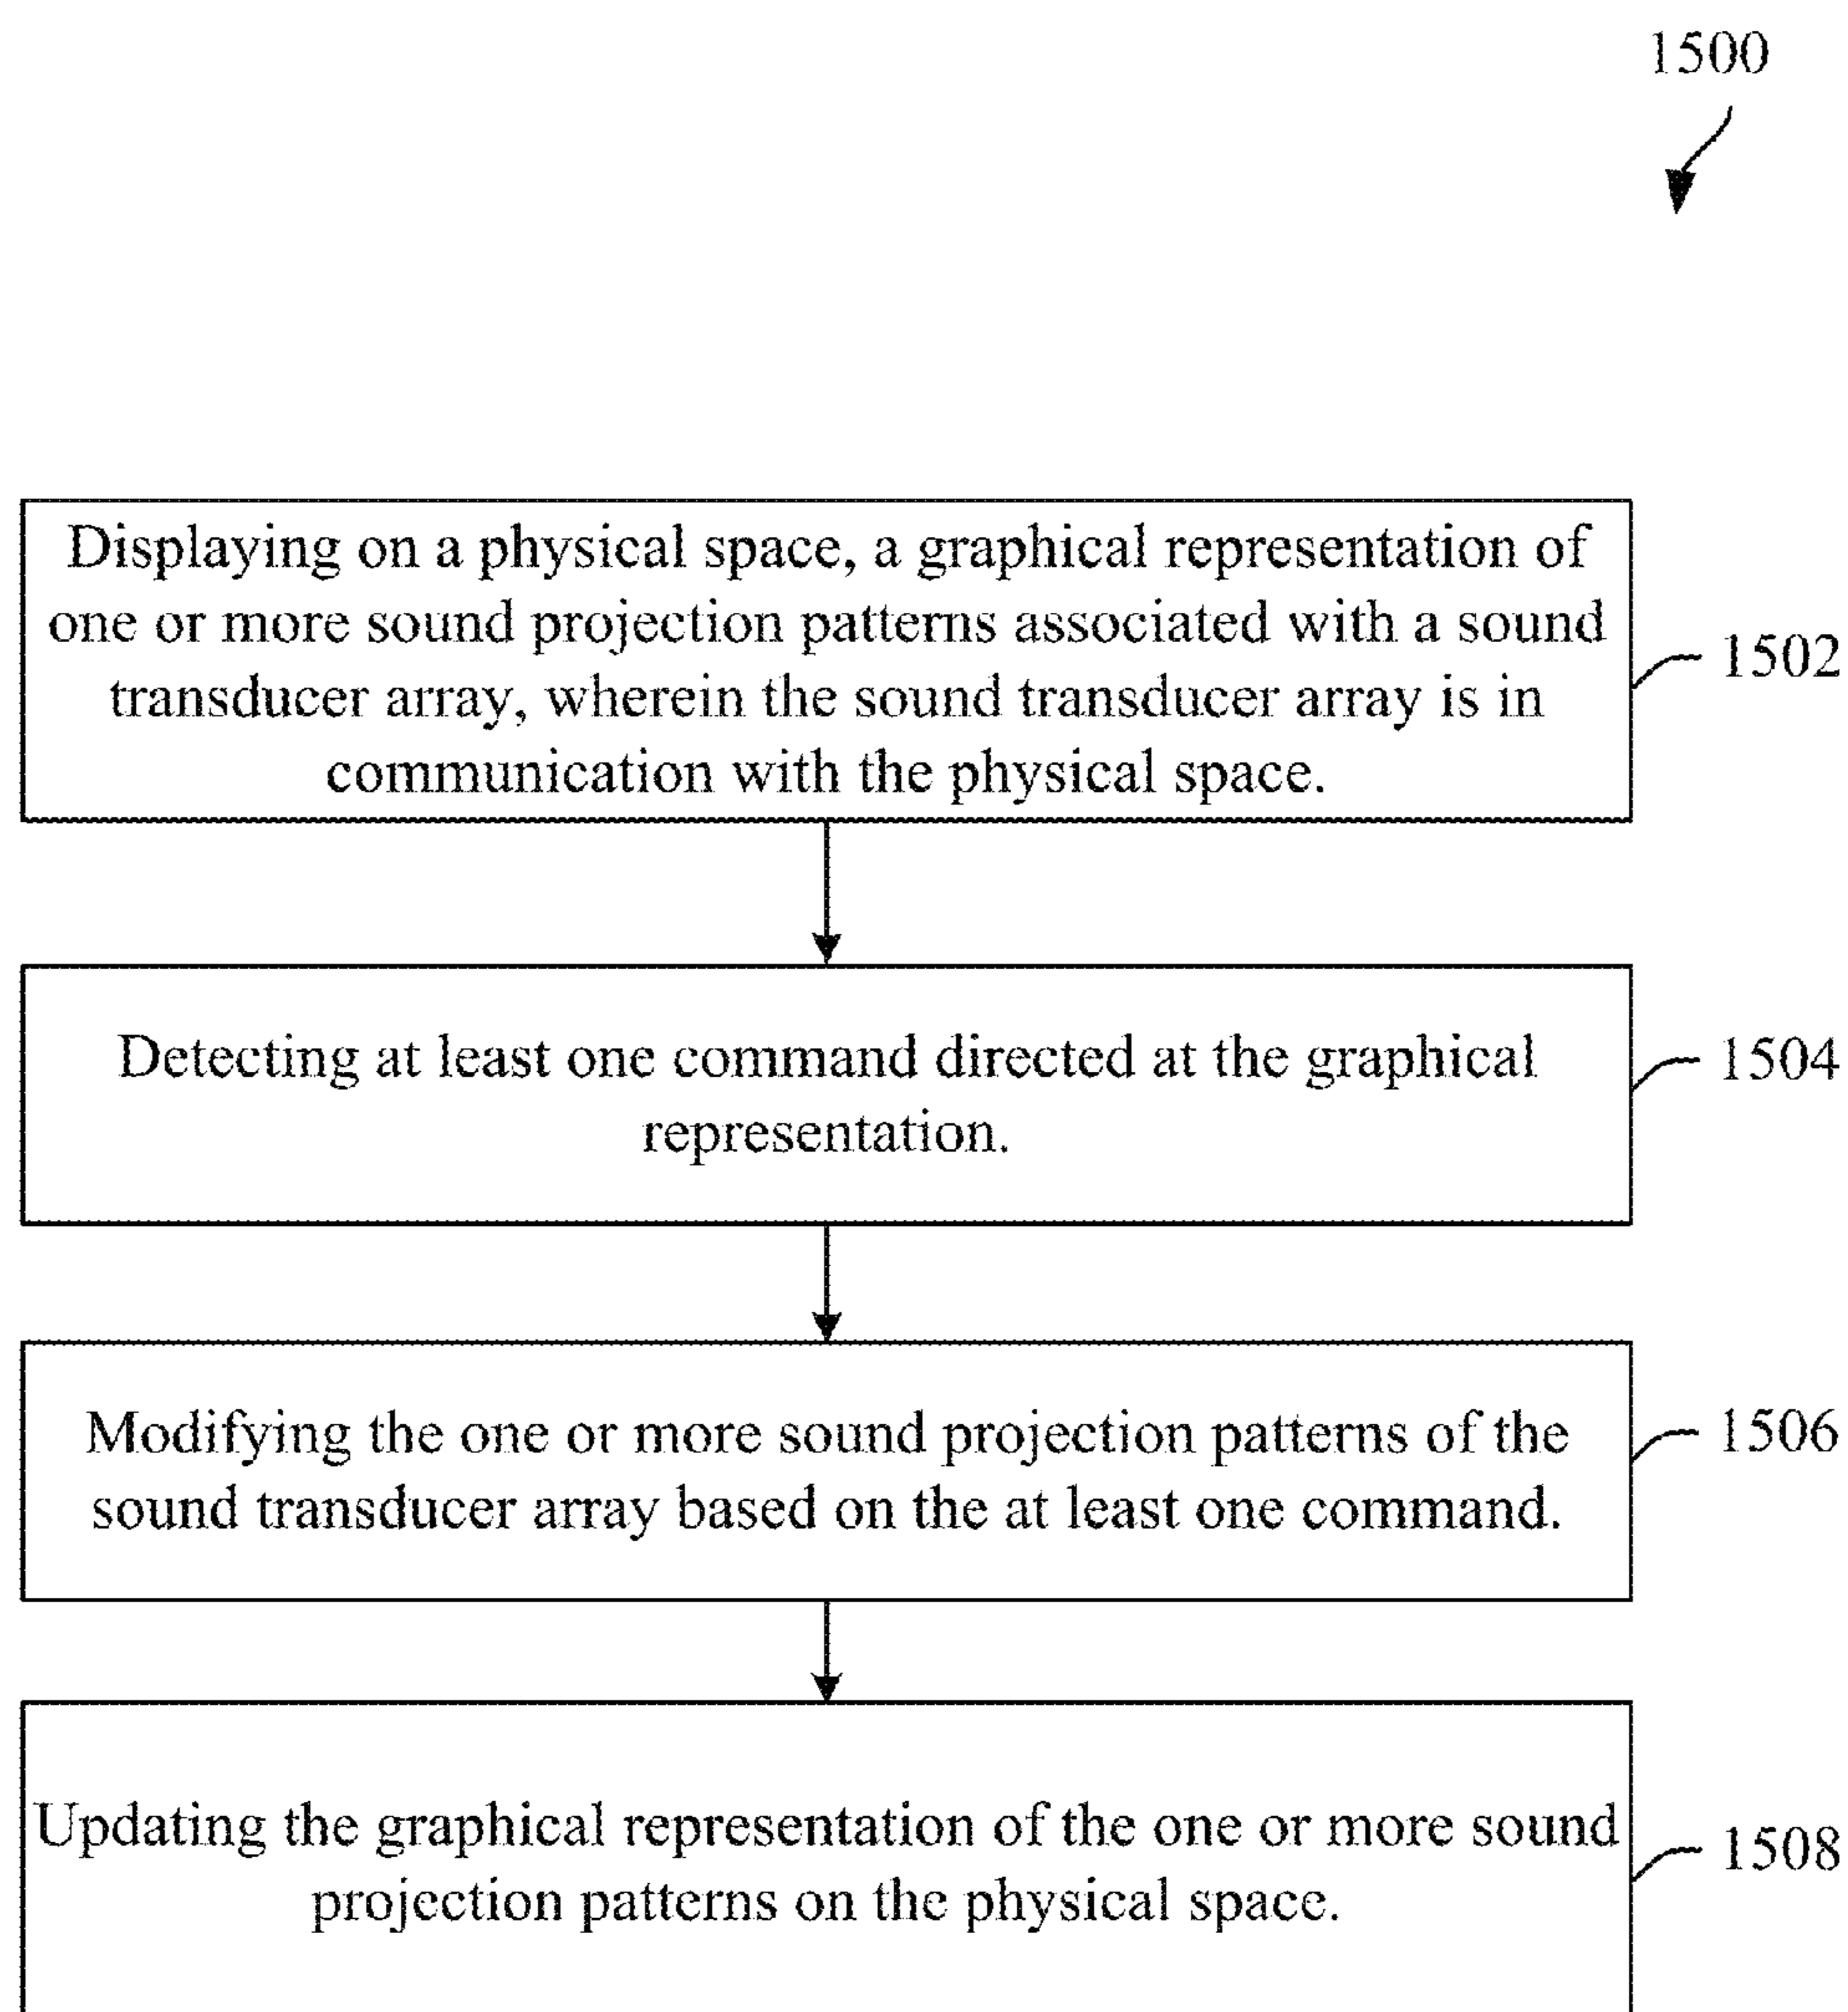 1500
Displaying on a physical space, a graphical representation of
one or more sound projection patterns associated with a sound
transducer array, wherein the sound transducer array is in
communication with the physical space.
1502
Detecting at least one command directed at the graphical
representation.
1504
Modifying the one or more sound projection patterns of the
sound transducer array based on the at least one command.
1506
Updating the graphical representation of the one or more sound
projection patterns on the physical space.
1508